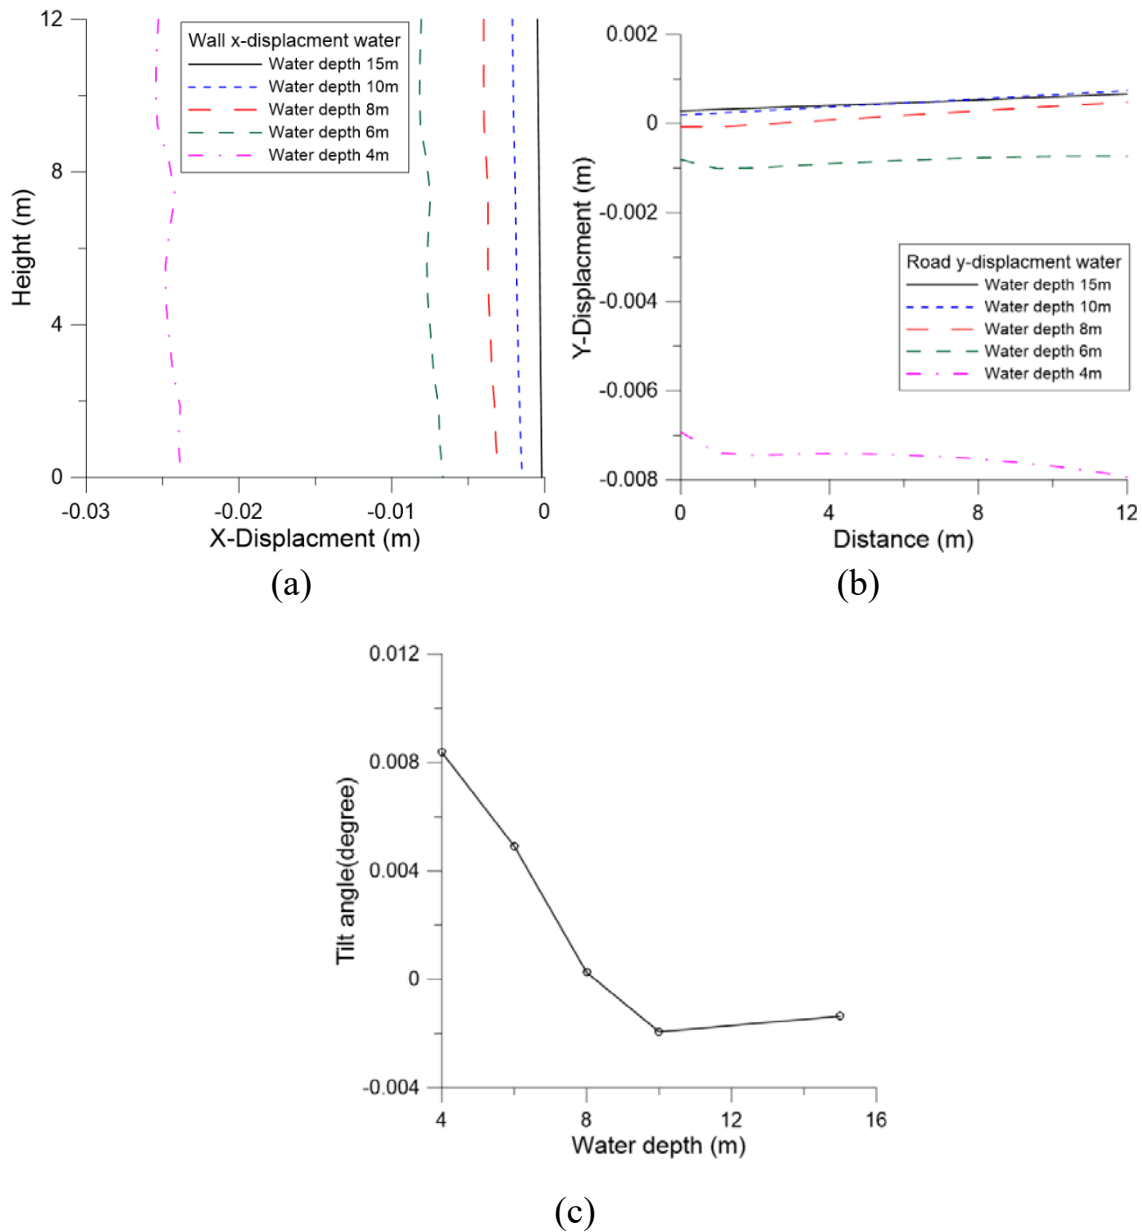 12
8
4
0
Height (m)
Wall x-displacment water
Water depth 15m
Water depth 10m
Water depth 8m
Water depth 6m
Water depth 4m
-0.03
-0.02
-0.01
0
X-Displacment (m)
(a)
0.002
0
-0.002
-0.004
-0.006
-0.008
Y-Displacment (m)
Road y-displacment water
Water depth 15m
Water depth 10m
Water depth 8m
Water depth 6m
Water depth 4m
0
4
8
12
Distance (m)
(b)
0.012
0.008
0.004
0
-0.004
Tilt angle(degree)
4
8
12
16
Water depth (m)
(c)